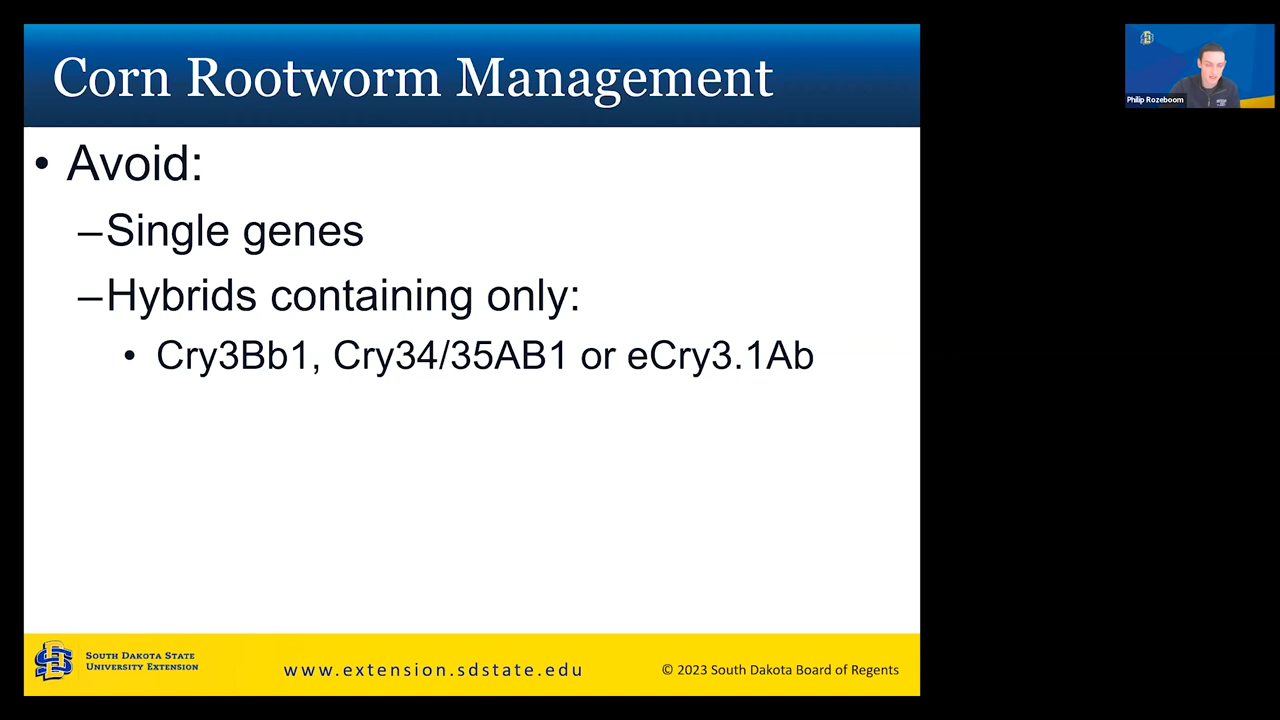 Corn Rootworm Management
• Avoid:
–Single genes
–Hybrids containing only:
• Cry3Bb1, Cry34/35AB1 or eCry3.1Ab
SOUTH DAKOTA STATE
UNIVERSITY EXTENSION
www.extension.sdstate.edu
© 2023 South Dakota Board of Regents
Philip Rozeboom